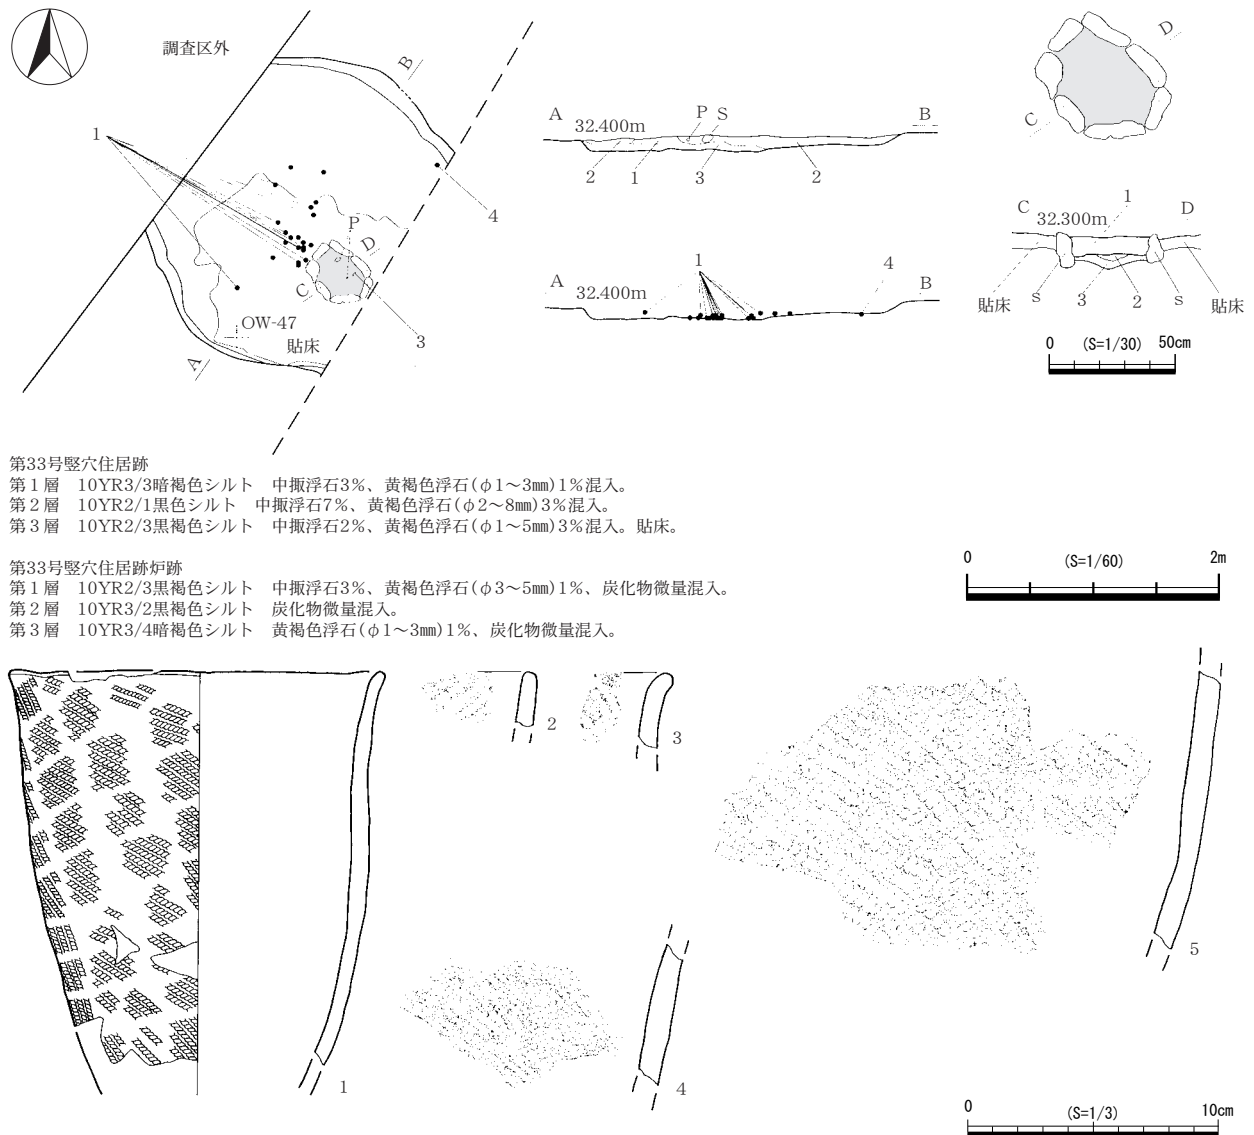 調査区外
B
1
4
P
D
C
3
OW-47
貼床
A
A 32.400m P S B
2 1 3 2
1 4
A 32.400m B
D
C
1
C 32.300m D
貼床 s 3 2 s 貼床
0 (S=1/30) 50cm
第33号竪穴住居跡
第1層 10YR3/3暗褐色シルト 中掫浮石3%、黄褐色浮石(φ1～3㎜)1%混入。
第2層 10YR2/1黒色シルト 中掫浮石7%、黄褐色浮石(φ2～8㎜)3%混入。
第3層 10YR2/3黒褐色シルト 中掫浮石2%、黄褐色浮石(φ1～5㎜)3%混入。貼床。
第33号竪穴住居跡炉跡
第1層 10YR2/3黒褐色シルト 中掫浮石3%、黄褐色浮石(φ3～5㎜)1%、炭化物微量混入。
第2層 10YR3/2黒褐色シルト 炭化物微量混入。
第3層 10YR3/4暗褐色シルト 黄褐色浮石(φ1～3㎜)1%、炭化物微量混入。
0 (S=1/60) 2m
2
3
5
1
4
0 (S=1/3) 10cm